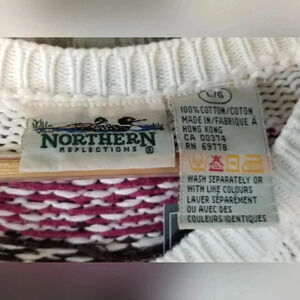 NORTHERN
REFLECTIONS ®
L/G
100% COTTON/COTON
MADE IN/FABRIQUE À
HONG KONG
CA 00374
RN 69778
WASH SEPARATELY OR
WITH LIKE COLOURS
LAVER SÉPARÉMENT
OU AVEC DES
COULEURS IDENTIQUES